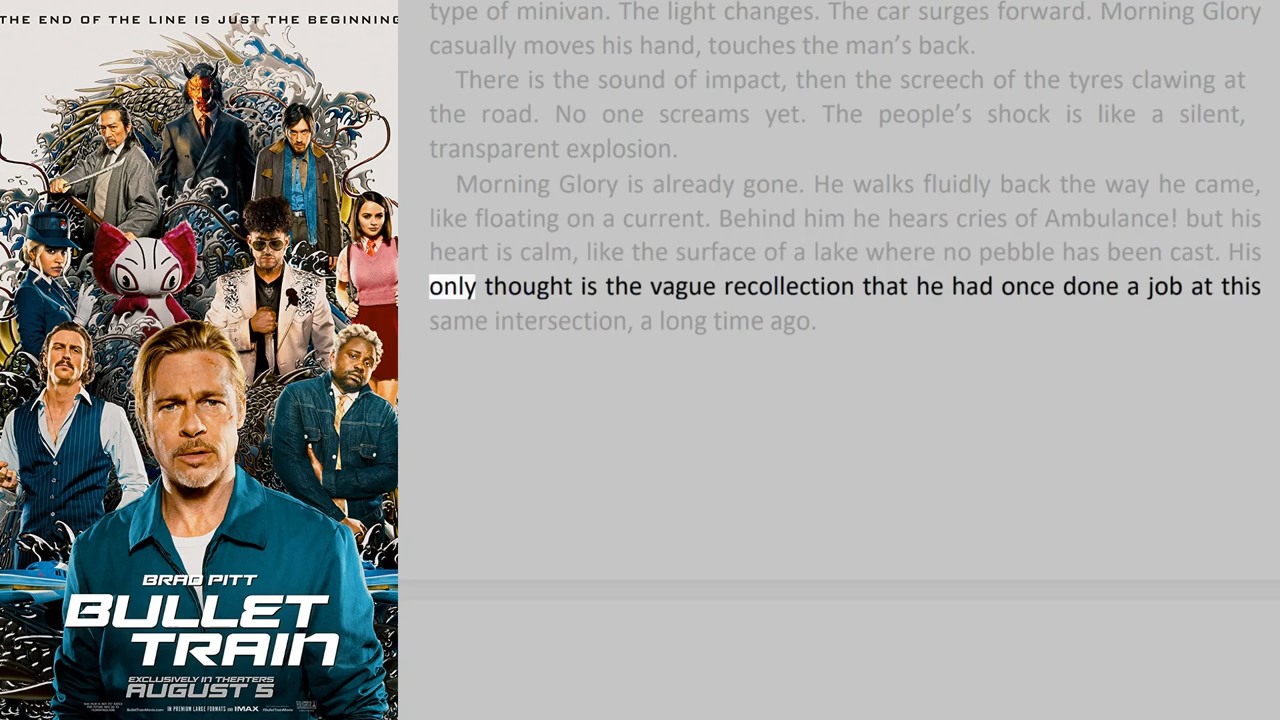 THE END OF THE LINE IS JUST THE BEGINNING
BRAD PITT
BULLET
TRAIN
EXCLUSIVELY IN THEATERS
AUGUST 5
IN PREMIUM LARGE FORMATS AND IMAX
type of minivan. The light changes. The car surges forward. Morning Glory
casually moves his hand, touches the man’s back.
There is the sound of impact, then the screech of the tyres clawing at
the road. No one screams yet. The people’s shock is like a silent,
transparent explosion.
Morning Glory is already gone. He walks fluidly back the way he came,
like floating on a current. Behind him he hears cries of Ambulance! but his
heart is calm, like the surface of a lake where no pebble has been cast. His
only thought is the vague recollection that he had once done a job at this
same intersection, a long time ago.